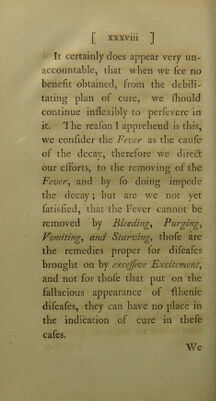 [ xxxviii ]
It certainly does appear very un-
accountable, that when we ſee no
benefit obtained, from the debili-
tating plan of cure, we ſhould
continue inflexibly to perſevere in
it. The reaſon I apprehend is this,
we conſider the Fever as the cauſe
of the decay, therefore we direct
our efforts, to the removing of the
Fever, and by ſo doing impede
the decay; but are we not yet
ſatisfied, that the Fever cannot be
removed by Bleeding, Purging,
Vomiting, and Starving, thoſe are
the remedies proper for diſeaſes
brought on by exceſſive Excitement,
and not for thoſe that put on the
fallacious appearance of ſthenic
diſeaſes, they can have no place in
the indication of cure in theſe
caſes.
We